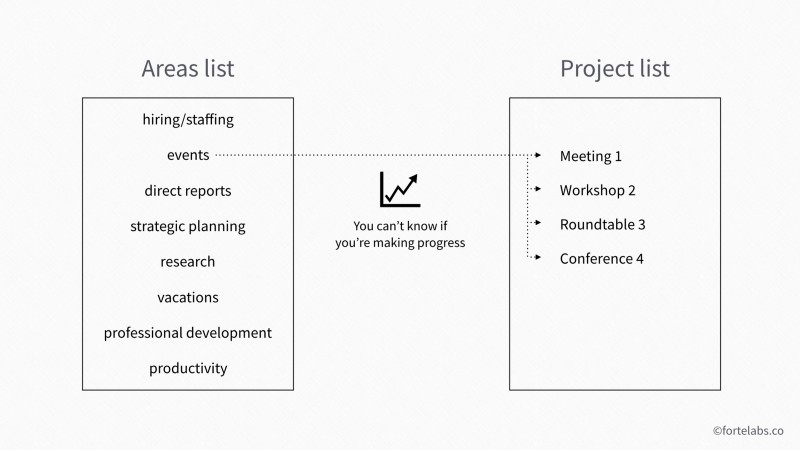 Areas list
hiring/staffing
events
direct reports
strategic planning
research
vacations
professional development
productivity
You can’t know if
you’re making progress
Project list
Meeting 1
Workshop 2
Roundtable 3
Conference 4
©fortelabs.co